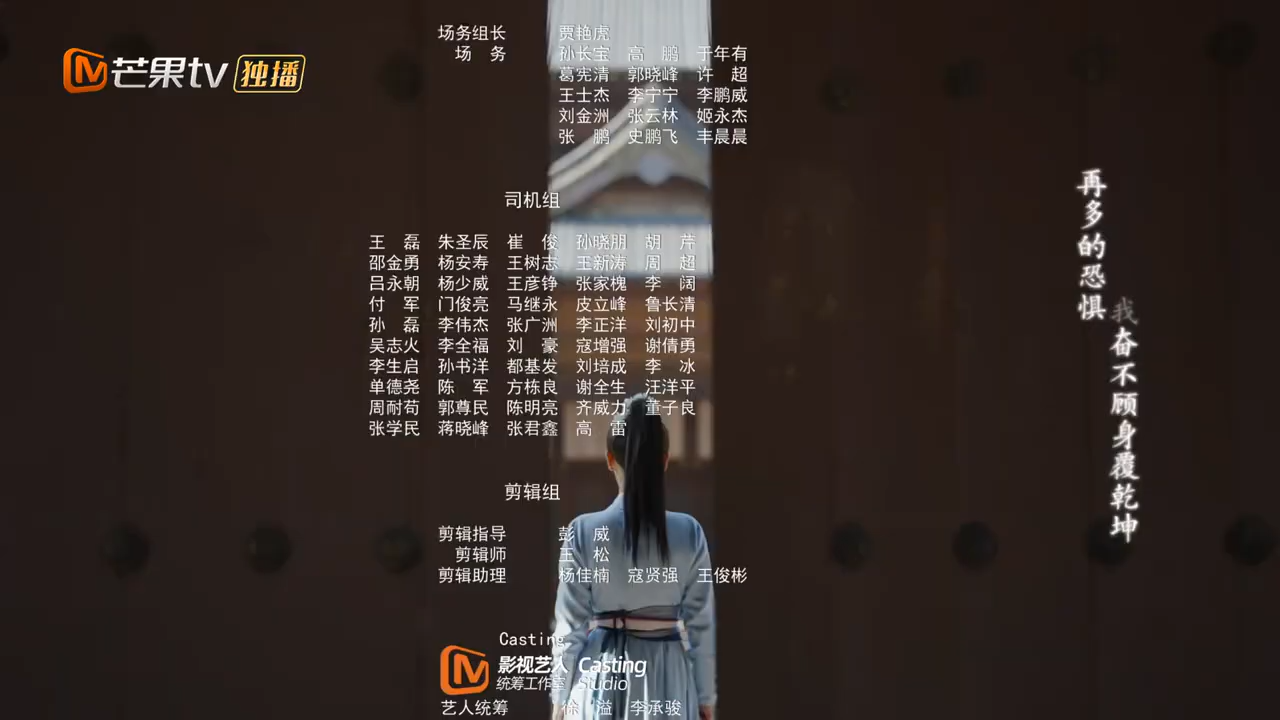 芒果tv 独播
场务组长 贾艳虎
场 务 孙长宝 高 鹏 于年有
葛宪清 郭晓峰 许 超
王士杰 李宁宁 李鹏威
刘金洲 张云林 姬永杰
张 鹏 史鹏飞 丰晨晨
司机组
王 磊 朱圣辰 崔 俊 孙晓朋 胡 芹
邵金勇 杨安寿 王树志 王新涛 周 超
吕永朝 杨少威 王彦铮 张家槐 李 阔
付 军 门俊亮 马继永 皮立峰 鲁长清
孙 磊 李伟杰 张广洲 李正洋 刘初中
吴志火 李全福 刘 豪 寇增强 谢倩勇
李生启 孙书洋 都基发 刘培成 李 冰
单德尧 陈 军 方栋良 谢全生 汪洋平
周耐苟 郭尊民 陈明亮 齐威力 董子良
张学民 蒋晓峰 张君鑫 高 雷
剪辑组
剪辑指导 彭 威
剪辑师 王 松
剪辑助理 杨佳楠 寇贤强 王俊彬
Casting
影视艺人 Casting
统筹工作室 Studio
艺人统筹 徐 溢 李承骏
再多的恐惧
我奋不顾身覆乾坤